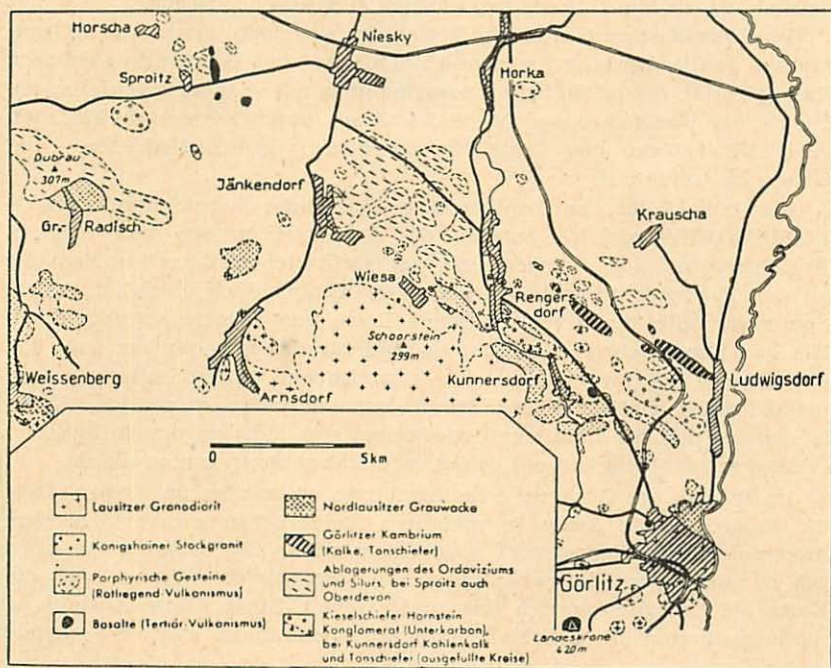 Horscha
Niesky
Sproitz
Horka
Dubrau
307m
Jänkendorf
Gr.-Radisch
Krauscha
Wiesa
Rengersdorf
Schoorstein
299m
Weissenberg
Arnsdorf
Kunnersdorf
Ludwigsdorf
0 5km
Lausitzer Granodiorit
Königshainer Stockgranit
Porphyrische Gesteine
(Rotliegend-Vulkanismus)
Basalte (Tertiär-Vulkanismus)
Nordlausitzer Grauwacke
Görlitzer Kambrium
(Kalke, Tonschiefer)
Ablagerungen des Ordoviziums
und Silurs, bei Sproitz auch
Oberdevon
Kieselschiefer Hornstein
Konglomerat (Unterkarbon),
bei Kunnersdorf Kohlenkalk
und Tonschiefer (ausgefüllte Kreise)
Görlitz
Landeskrone
420m